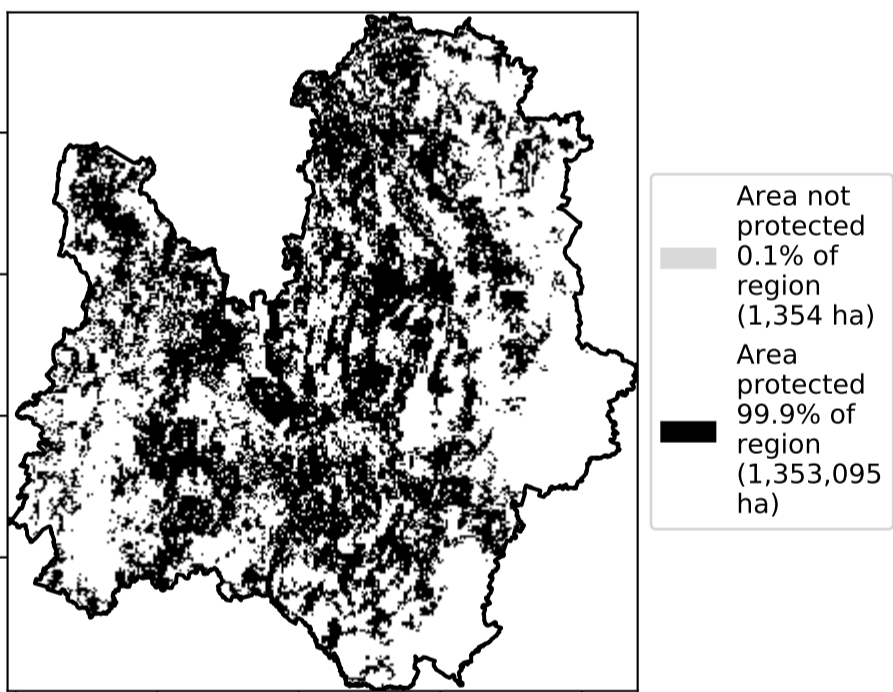 Area not
protected
0.1% of
region
(1,354 ha)
Area
protected
99.9% of
region
(1,353,095
ha)